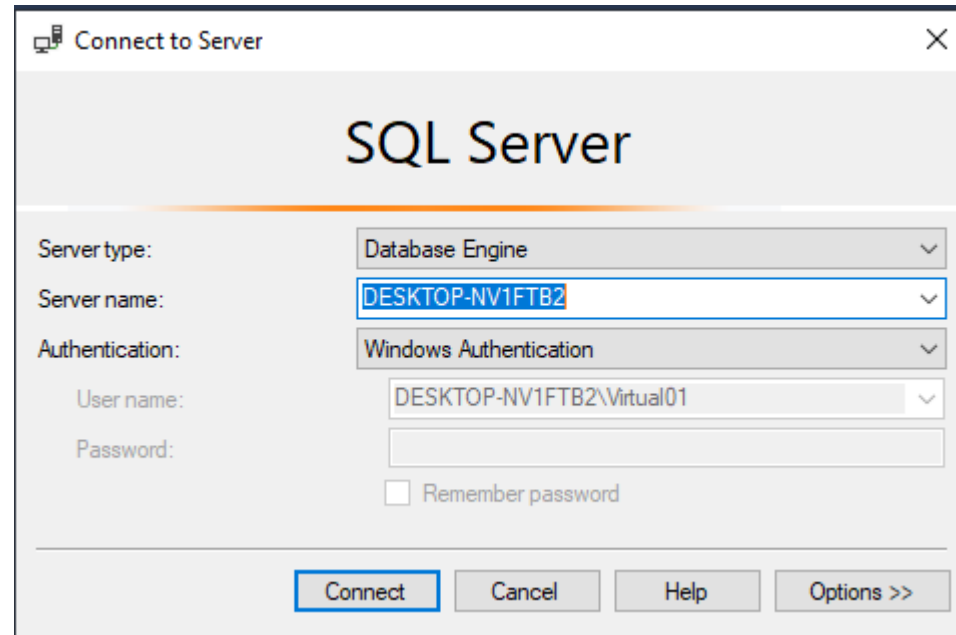 Connect to Server
SQL Server
Server type: Database Engine
Server name: DESKTOP-NV1FTB2
Authentication: Windows Authentication
User name: DESKTOP-NV1FTB2\Virtual01
Password:
Remember password
Connect Cancel Help Options >>